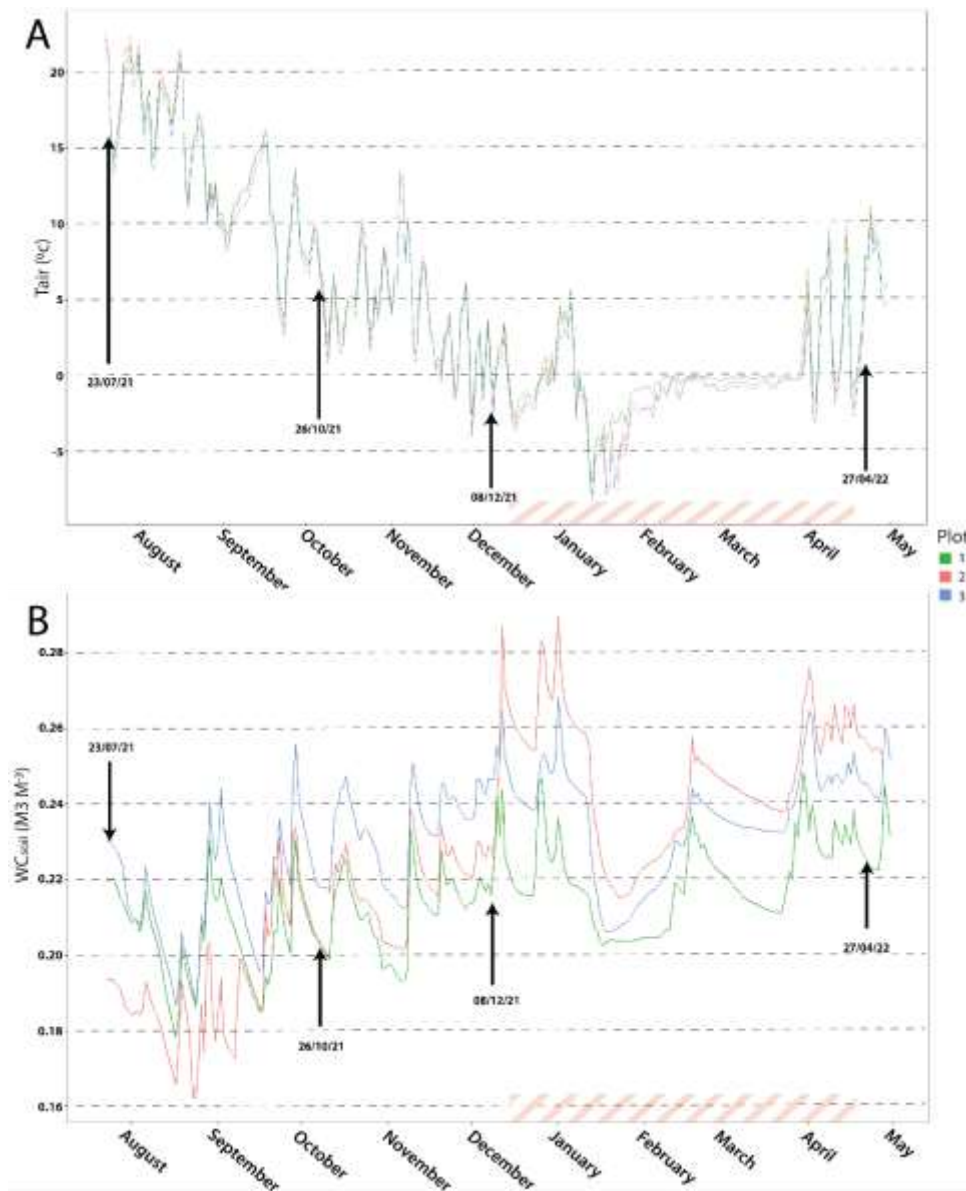 A
20
15
10
5
0
-5
Tair (ºc)
23/07/21
26/10/21
08/12/21
27/04/22
August
September
October
November
December
January
February
March
April
May
Plot
1
2
3
B
0.28
0.26
0.24
0.22
0.20
0.18
0.16
WCsoil (M3 M-3)
23/07/21
26/10/21
08/12/21
27/04/22
August
September
October
November
December
January
February
March
April
May